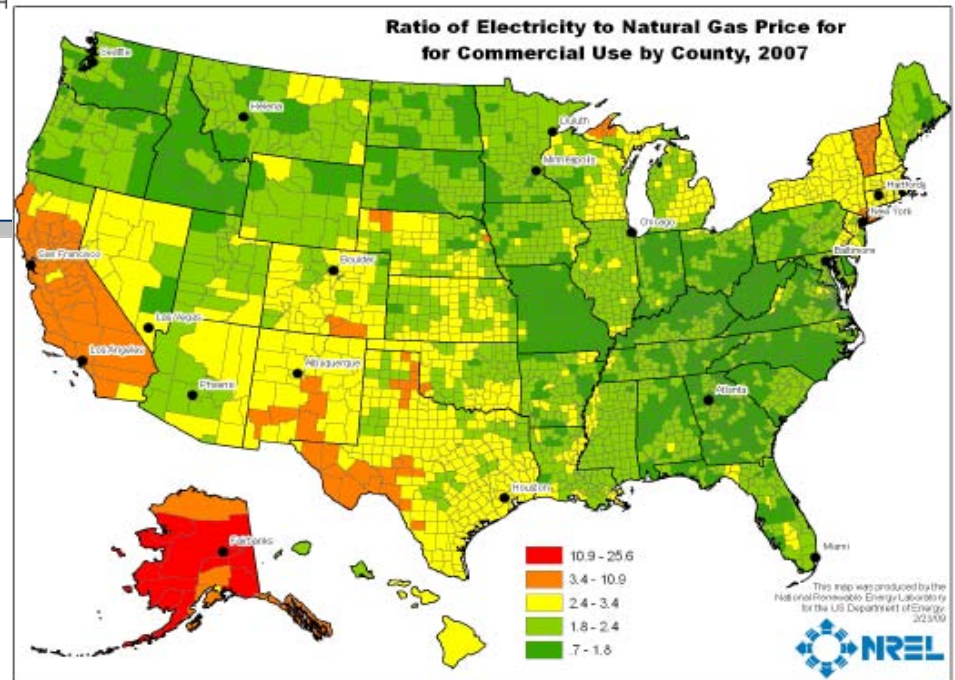 Ratio of Electricity to Natural Gas Price for
for Commercial Use by County, 2007
Seattle
Helena
Duluth
Minneapolis
Hartford
New York
Chicago
Baltimore
San Francisco
Boulder
Las Vegas
Los Angeles
Albuquerque
Phoenix
Atlanta
Houston
Fairbanks
Miami
10.9 - 25.6
3.4 - 10.9
2.4 - 3.4
1.8 - 2.4
.7 - 1.8
This map was produced by the
National Renewable Energy Laboratory
for the US Department of Energy.
2/23/09
NREL